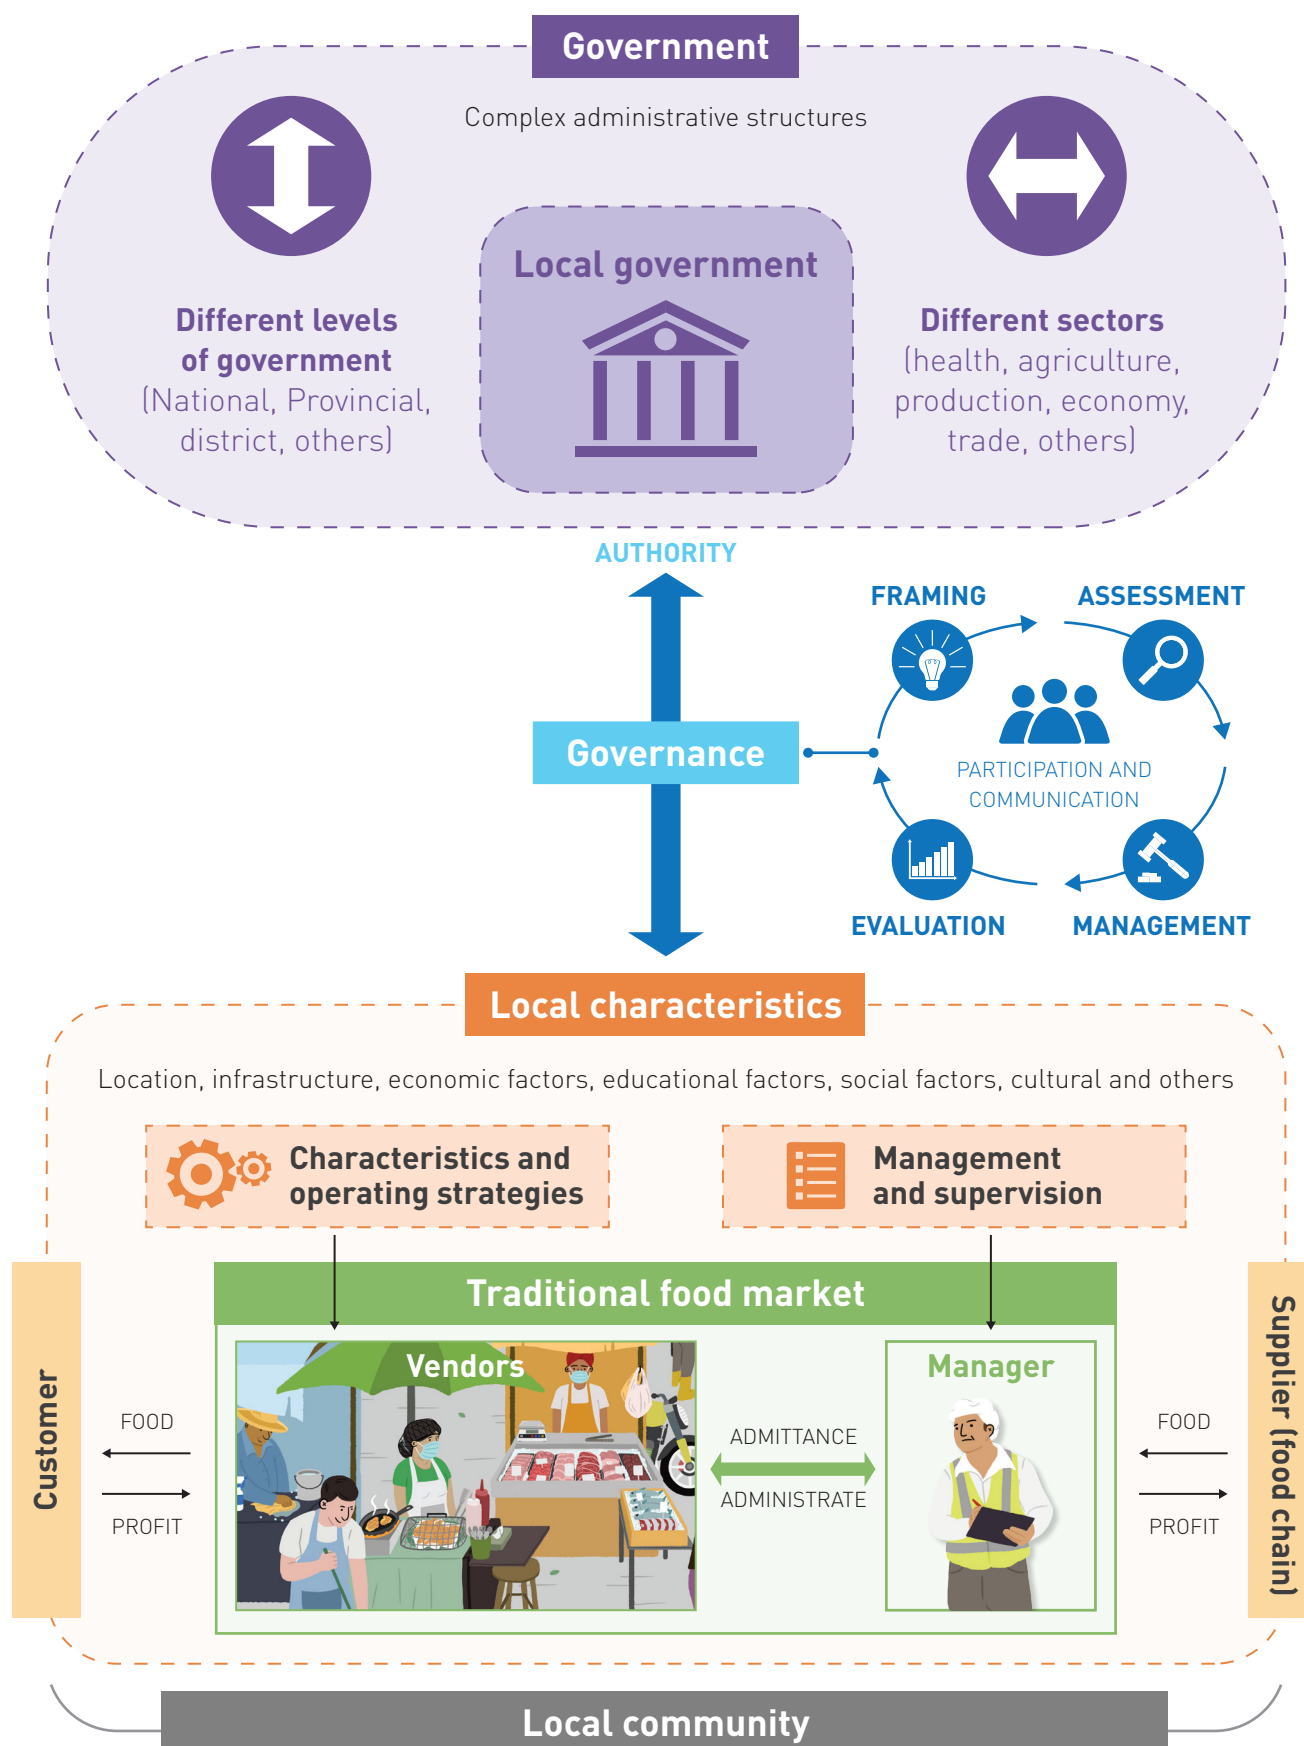 Government
Complex administrative structures
Local government
Different levels
of government
(National, Provincial,
district, others)
Different sectors
(health, agriculture,
production, economy,
trade, others)
AUTHORITY
Governance
FRAMING
ASSESSMENT
PARTICIPATION AND
COMMUNICATION
EVALUATION
MANAGEMENT
Local characteristics
Location, infrastructure, economic factors, educational factors, social factors, cultural and others
Characteristics and
operating strategies
Management
and supervision
Traditional food market
Customer
FOOD
PROFIT
Vendors
ADMITTANCE
ADMINISTRATE
Manager
FOOD
PROFIT
Supplier (food chain)
Local community